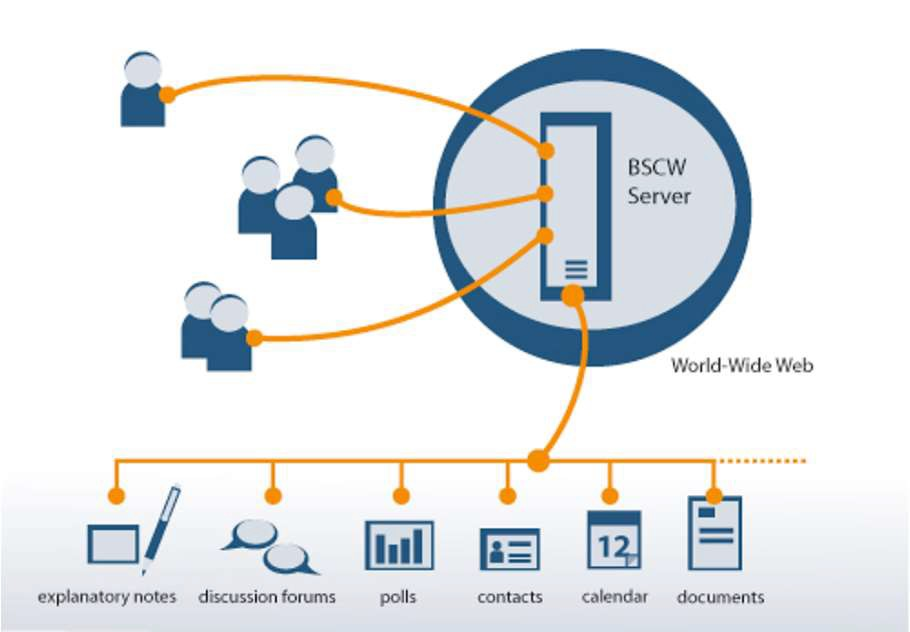 BSCW
Server
World-Wide Web
12
explanatory notes
discussion forums
polls
contacts
calendar
documents